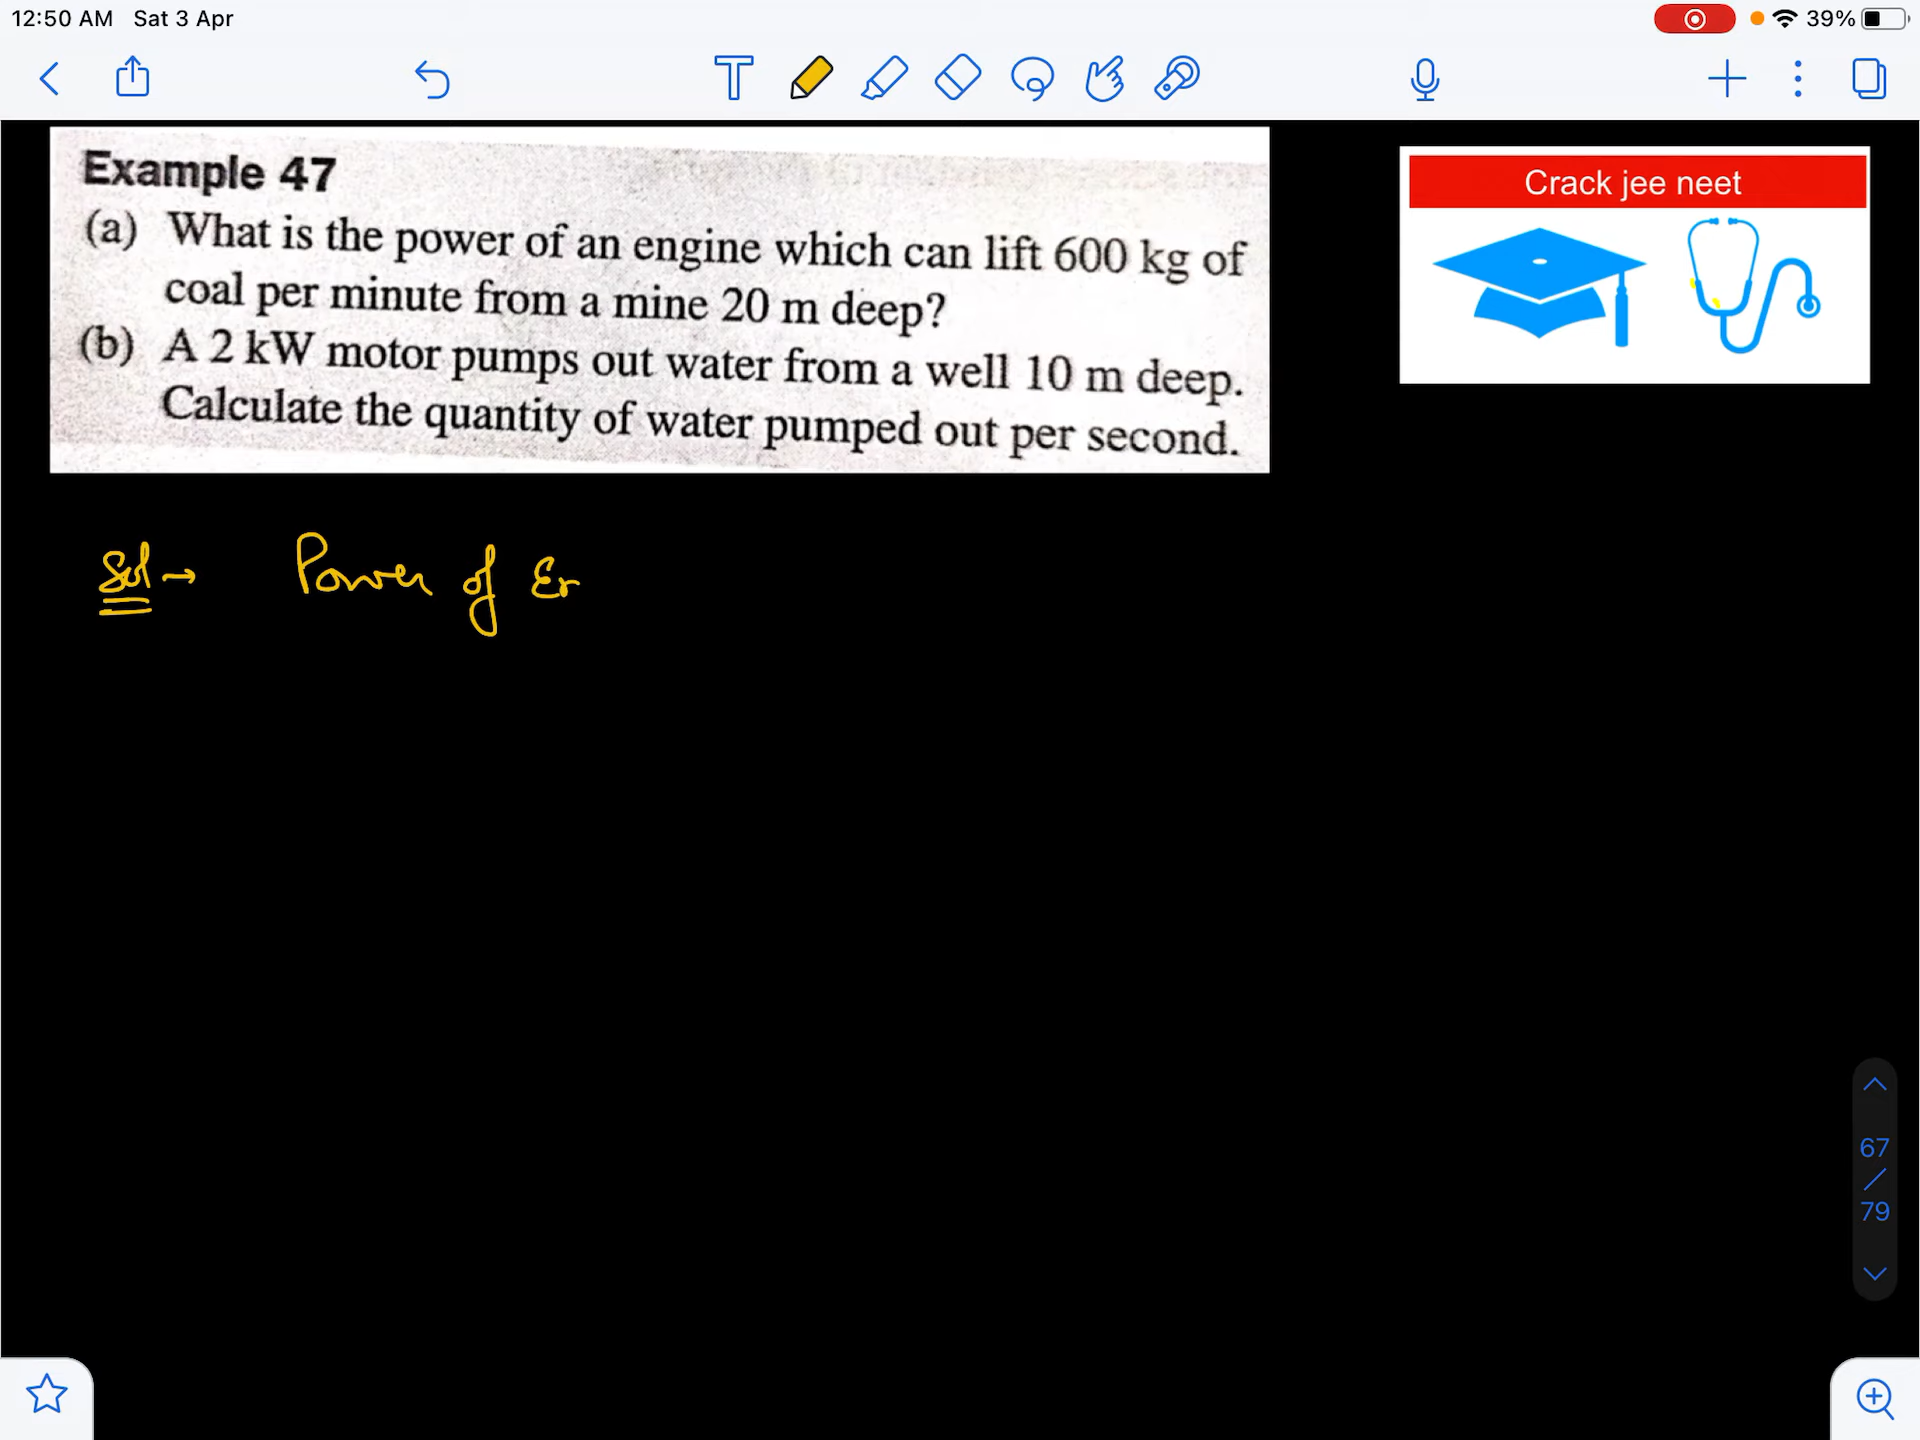 12:50 AM Sat 3 Apr
39%
Example 47
(a) What is the power of an engine which can lift 600 kg of
coal per minute from a mine 20 m deep?
(b) A 2 kW motor pumps out water from a well 10 m deep.
Calculate the quantity of water pumped out per second.
Crack jee neet
Sol → Power of En
67
/
79